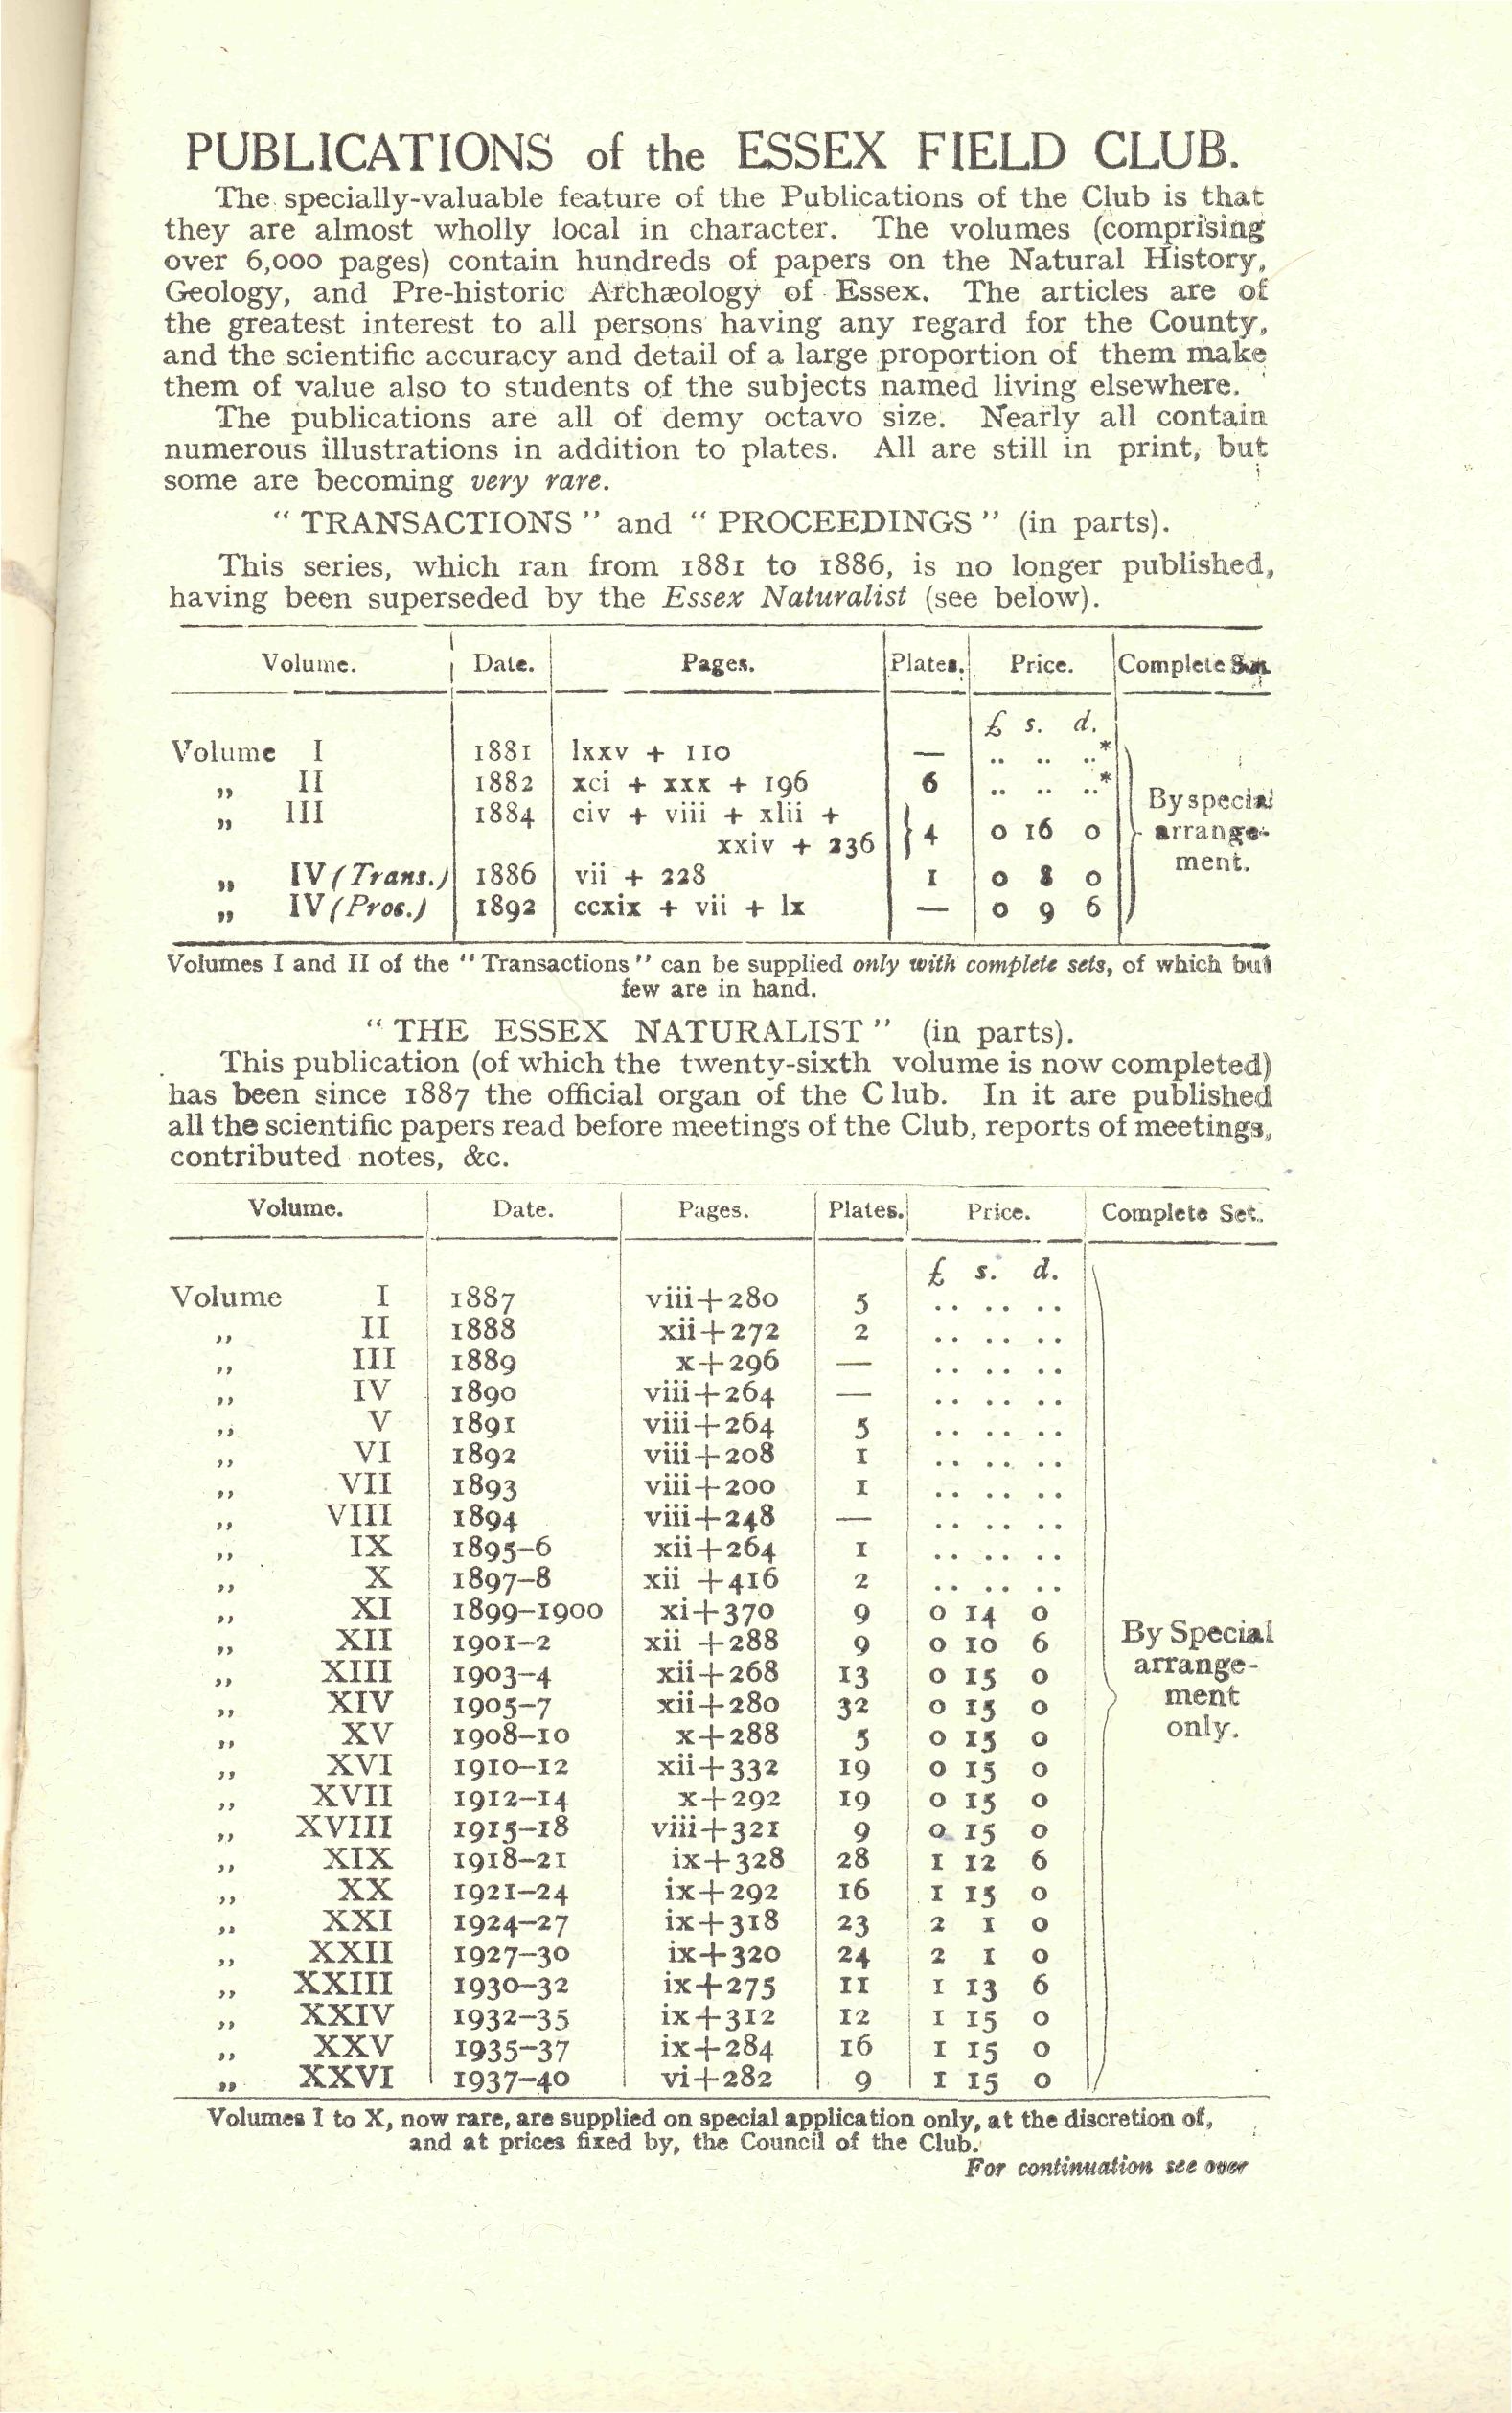 PUBLICATIONS of the ESSEX FIELD CLUB.
The specially-valuable feature of the Publications of the Club is that
they are almost wholly local in character. The volumes (comprising
over 6,000 pages) contain hundreds of papers on the Natural History,
Geology, and Pre-historic Archæology of Essex. The articles are of
the greatest interest to all persons having any regard for the County,
and the scientific accuracy and detail of a large proportion of them make
them of value also to students of the subjects named living elsewhere.
The publications are all of demy octavo size. Nearly all contain
numerous illustrations in addition to plates. All are still in print, but
some are becoming very rare.
“ TRANSACTIONS ” and “ PROCEEDINGS ” (in parts).
This series, which ran from 1881 to 1886, is no longer published,
having been superseded by the Essex Naturalist (see below).
Volume. Date. Pages. Plates. Price. Complete
£ s. d.
Volume I 1881 lxxv + 110 — .. .. ..*
,, II 1882 xci + xxx + 196 6 .. .. ..*
,, III 1884 civ + viii + xlii +
xxiv + 236 4 0 16 0
,, IV (Trans.) 1886 vii + 228 1 0 8 0
,, IV (Proc.) 1892 ccxix + vii + lx — 0 9 6
By special
arrange-
ment.
Volumes I and II of the “Transactions” can be supplied only with complete sets, of which but
few are in hand.
“ THE ESSEX NATURALIST ” (in parts).
This publication (of which the twenty-sixth volume is now completed)
has been since 1887 the official organ of the Club. In it are published
all the scientific papers read before meetings of the Club, reports of meetings,
contributed notes, &c.
Volume. Date. Pages. Plates. Price. Complete Set.
£ s. d.
Volume I 1887 viii+280 5 .. .. ..
,, II 1888 xii+272 2 .. .. ..
,, III 1889 x+296 — .. .. ..
,, IV 1890 viii+264 — .. .. ..
,, V 1891 viii+264 5 .. .. ..
,, VI 1892 viii+208 1 .. .. ..
,, VII 1893 viii+200 1 .. .. ..
,, VIII 1894 viii+248 — .. .. ..
,, IX 1895–6 xii+264 1 .. .. ..
,, X 1897–8 xii +416 2 .. .. ..
,, XI 1899–1900 xi+370 9 0 14 0
,, XII 1901–2 xii +288 9 0 10 6
,, XIII 1903–4 xii+268 13 0 15 0
,, XIV 1905–7 xii+280 32 0 15 0
,, XV 1908–10 x+288 5 0 15 0
,, XVI 1910–12 xii+332 19 0 15 0
,, XVII 1912–14 x+292 19 0 15 0
,, XVIII 1915–18 viii+321 9 0 15 0
,, XIX 1918–21 ix+328 28 1 12 6
,, XX 1921–24 ix+292 16 1 15 0
,, XXI 1924–27 ix+318 23 2 1 0
,, XXII 1927–30 ix+320 24 2 1 0
,, XXIII 1930–32 ix+275 11 1 13 6
,, XXIV 1932–35 ix+312 12 1 15 0
,, XXV 1935–37 ix+284 16 1 15 0
,, XXVI 1937–40 vi+282 9 1 15 0
By Special
arrange-
ment
only.
Volumes I to X, now rare, are supplied on special application only, at the discretion of,
and at prices fixed by, the Council of the Club.
For continuation see over